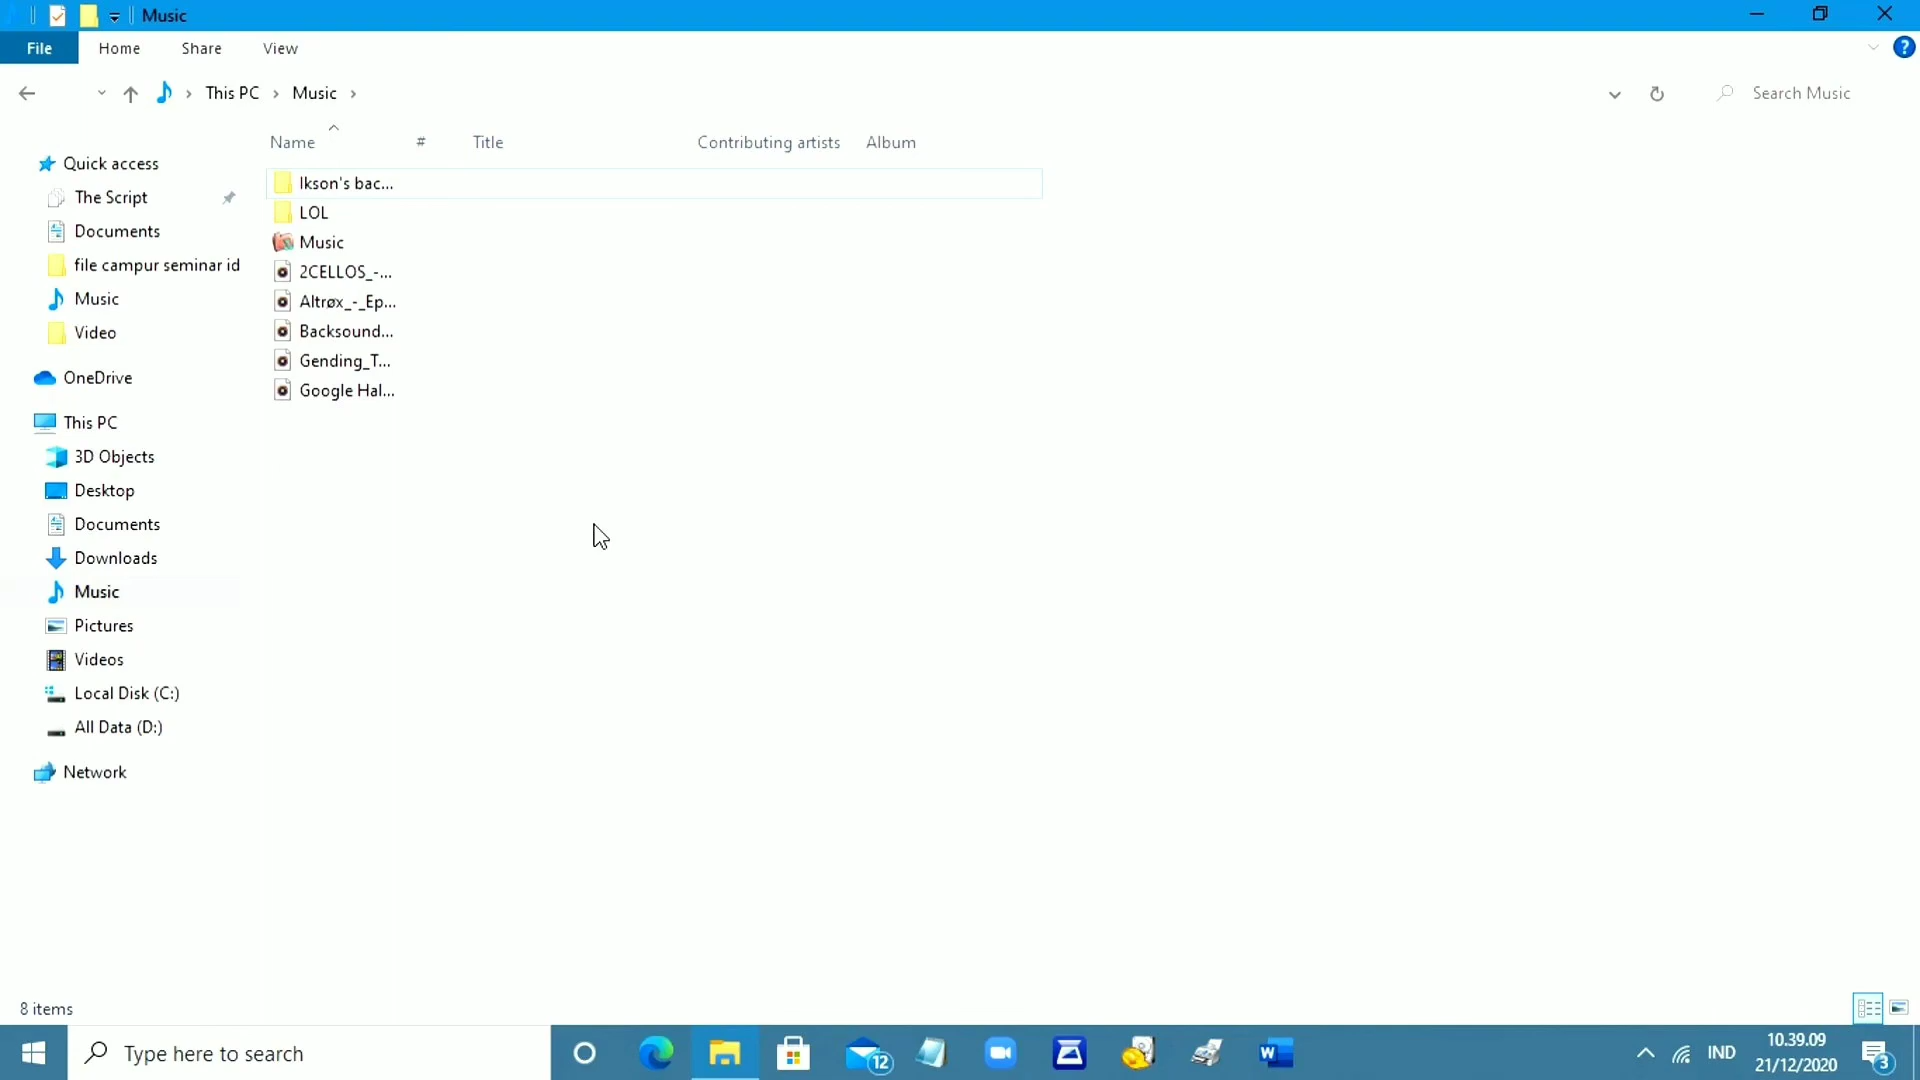 Music
File Home Share View
?
This PC Music
Search Music
Name # Title Contributing artists Album
Quick access
The Script
Documents
file campur seminar id
Music
Video
OneDrive
This PC
3D Objects
Desktop
Documents
Downloads
Music
Pictures
Videos
Local Disk (C:)
All Data (D:)
Network
Ikson's bac...
LOL
Music
2CELLOS_-...
Altrøx_-_Ep...
Backsound...
Gending_T...
Google Hal...
8 items
Type here to search
12
W
IND
10.39.09
21/12/2020
3